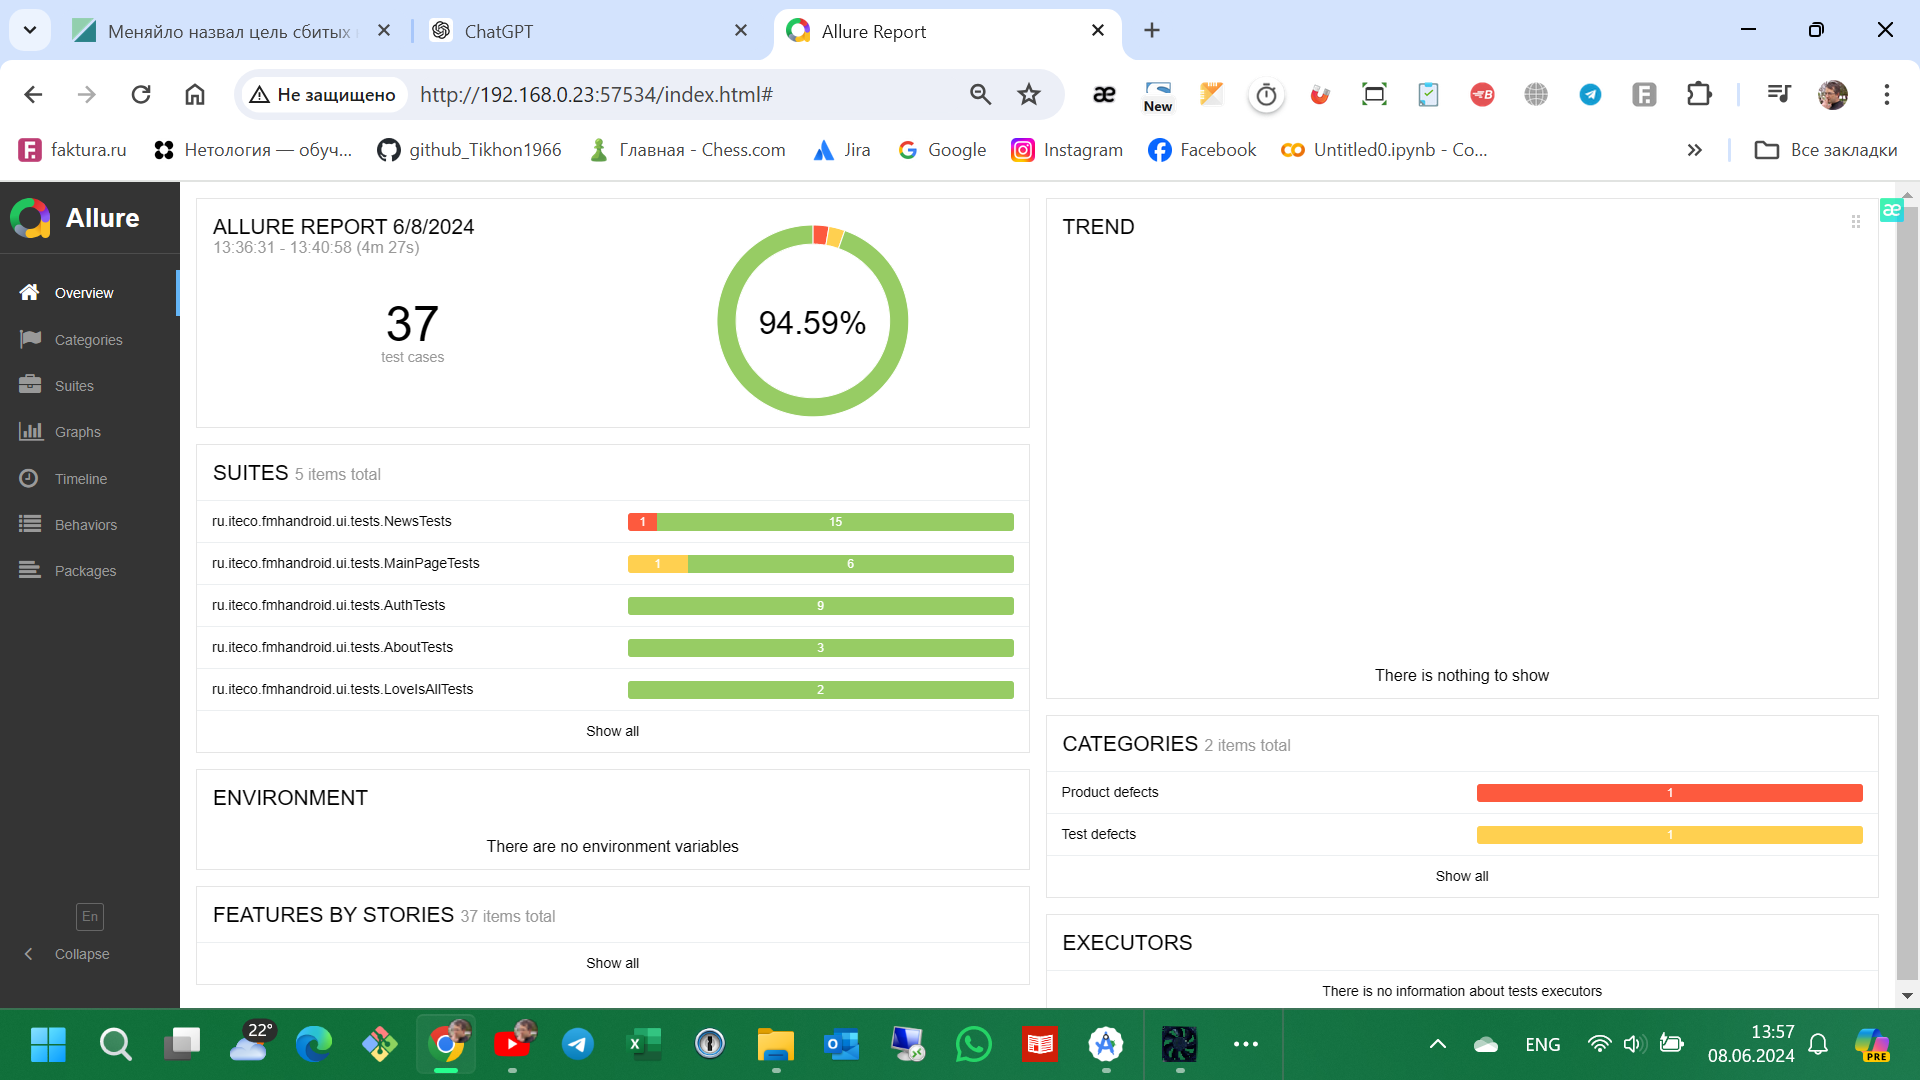 Меняйло назвал цель сбитых
ChatGPT
Allure Report
Не защищено
http://192.168.0.23:57534/index.html#
æ
New
B
F
faktura.ru
Нетология — обуч...
github_Tikhon1966
Главная - Chess.com
Jira
Google
Instagram
Facebook
Untitled0.ipynb - Co...
Все закладки
Allure
Overview
Categories
Suites
Graphs
Timeline
Behaviors
Packages
En
Collapse
ALLURE REPORT 6/8/2024
13:36:31 - 13:40:58 (4m 27s)
37
test cases
94.59%
SUITES 5 items total
ru.iteco.fmhandroid.ui.tests.NewsTests 1 15
ru.iteco.fmhandroid.ui.tests.MainPageTests 1 6
ru.iteco.fmhandroid.ui.tests.AuthTests 9
ru.iteco.fmhandroid.ui.tests.AboutTests 3
ru.iteco.fmhandroid.ui.tests.LoveIsAllTests 2
Show all
ENVIRONMENT
There are no environment variables
FEATURES BY STORIES 37 items total
Show all
TREND
æ
There is nothing to show
CATEGORIES 2 items total
Product defects 1
Test defects 1
Show all
EXECUTORS
There is no information about tests executors
22°
ENG
13:57
08.06.2024
PRE